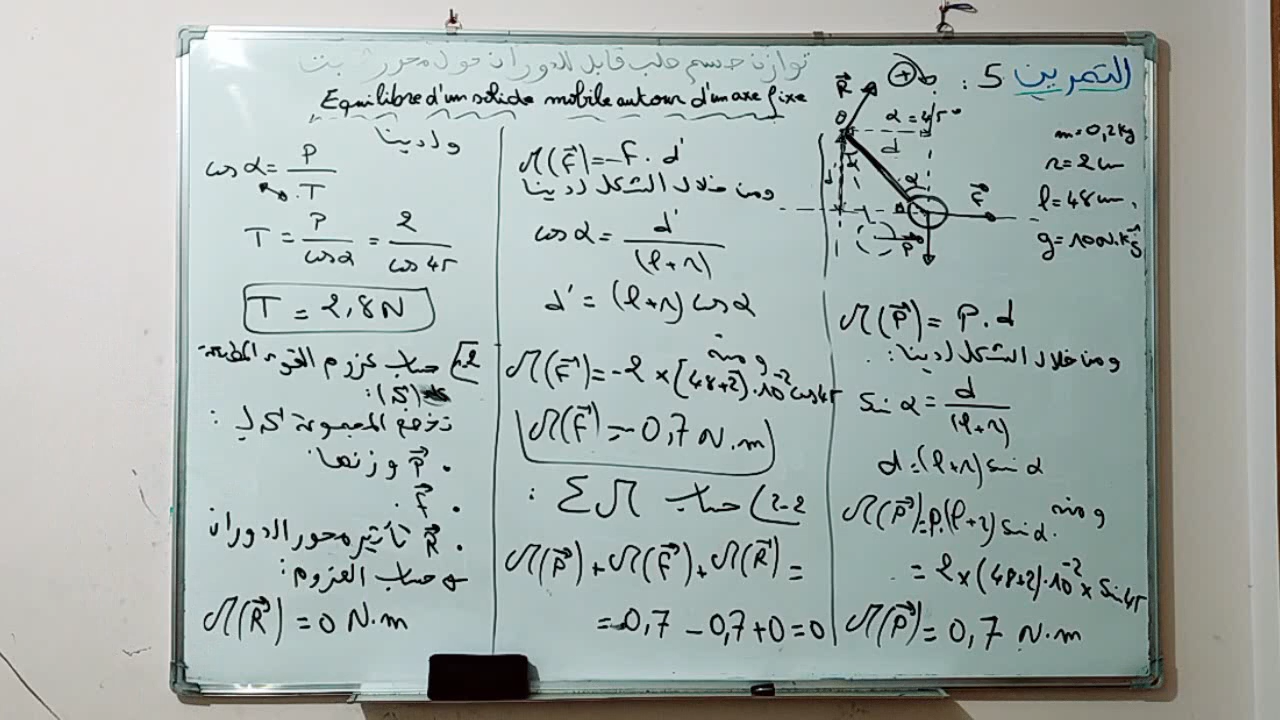 التمرين 5 :
توازن جسم صلب قابل للدوران حول محور ثابت
Equilibre d'un solide mobile autour d'un axe fixe
R⃗
+
O
α = 45°
d
d'
α
α
F⃗
P⃗
m = 0,2 kg
r = 2 cm
l = 48 cm
g = 10 N.kg⁻¹
ولدينا
cos α = P / T
T = P / cos α = 2 / cos 45
T = 2,8 N
حساب عزوم القوى المطبقة
تخضع المجموعة ل :
• P⃗ وزنها
• F⃗
• R⃗ تأثير محور الدوران
حساب العزوم :
M(R⃗) = 0 N.m
M(F⃗) = -F . d'
ومن خلال الشكل لدينا
cos α = d' / (l+r)
d' = (l+r) cos α
ومنه
M(F⃗) = -2 × (48+2).10⁻² cos 45
M(F⃗) = -0,7 N.m
2-2) حساب ΣM :
M(P⃗) + M(F⃗) + M(R⃗) =
= 0,7 - 0,7 + 0 = 0
M(P⃗) = P . d
ومن خلال الشكل لدينا :
sin α = d / (l+r)
d = (l+r) sin α
ومنه
M(P⃗) = P.(l+r) sin α.
= 2 × (48+2).10⁻² × sin 45
M(P⃗) = 0,7 N.m